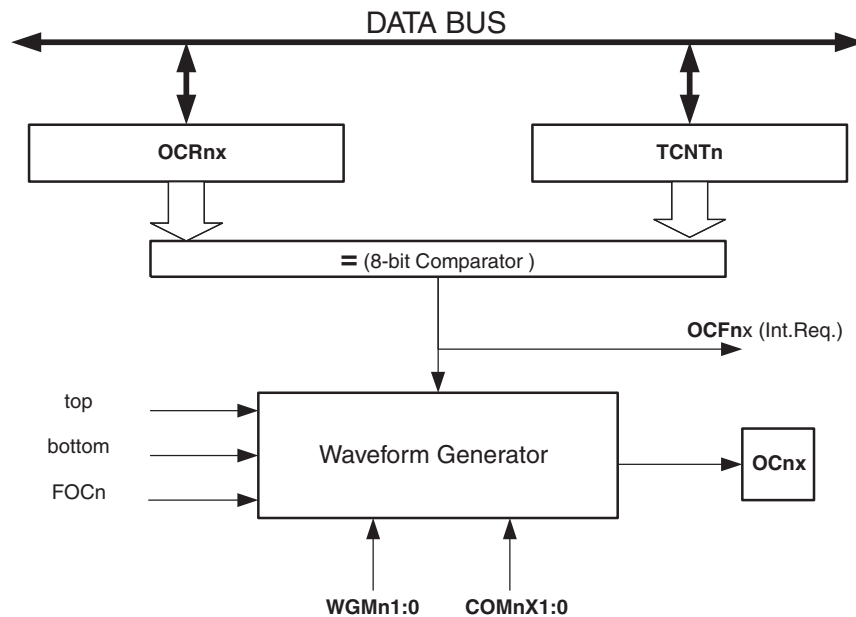 DATA BUS
OCRnx
TCNTn
= (8-bit Comparator )
OCFnx (Int.Req.)
top
bottom
FOCn
Waveform Generator
OCnx
WGMn1:0
COMnX1:0